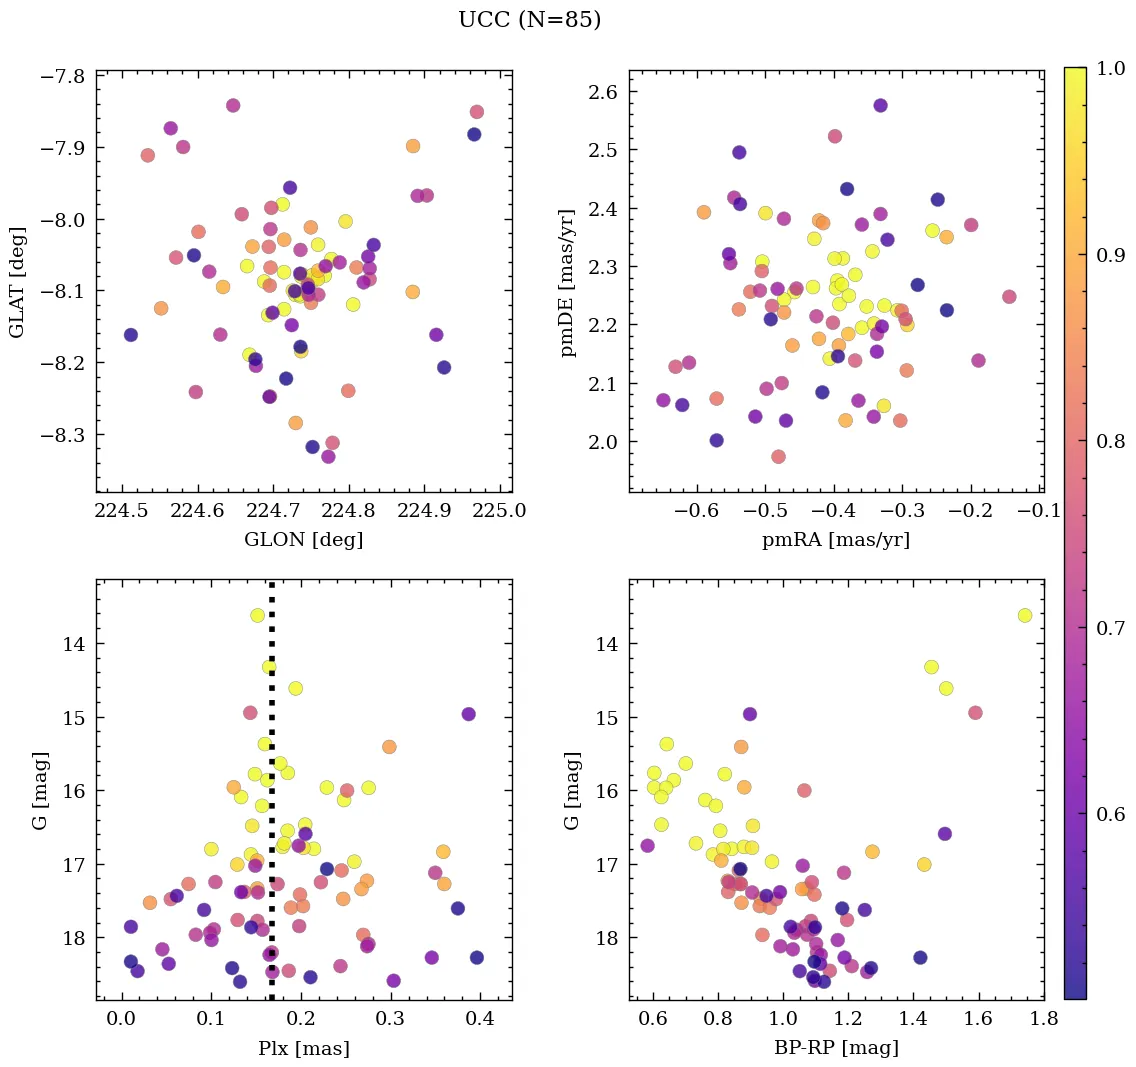 UCC (N=85)
−7.8
−7.9
−8.0
−8.1
−8.2
−8.3
GLAT [deg]
224.5 224.6 224.7 224.8 224.9 225.0
GLON [deg]
2.6
2.5
2.4
2.3
2.2
2.1
2.0
pmDE [mas/yr]
−0.6 −0.5 −0.4 −0.3 −0.2 −0.1
pmRA [mas/yr]
1.0
0.9
0.8
0.7
0.6
14
15
16
17
18
G [mag]
0.0 0.1 0.2 0.3 0.4
Plx [mas]
14
15
16
17
18
G [mag]
0.6 0.8 1.0 1.2 1.4 1.6 1.8
BP-RP [mag]